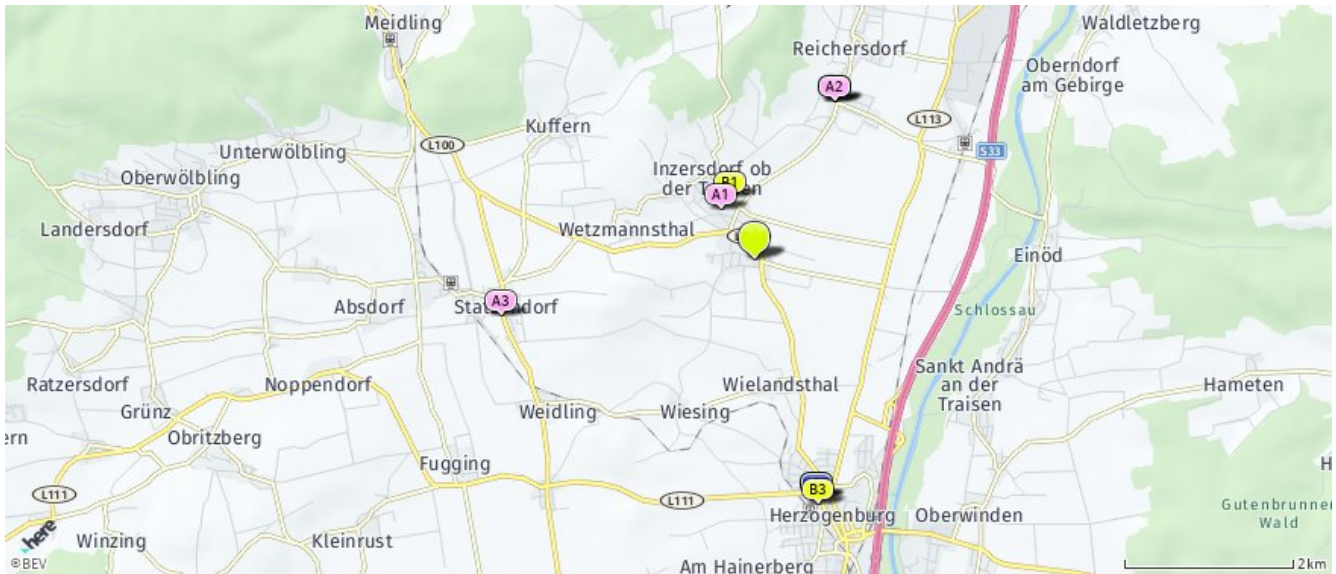 Meidling
Waldletzberg
Reichersdorf
Oberndorf
am Gebirge
A2
L113
Kuffern
L100
S33
Unterwölbling
Inzersdorf ob
Oberwölbling
B1
A1
Landersdorf
Wetzmannsthal
Einöd
A3
Absdorf
Schlossau
Sankt Andrä
an der
Traisen
Ratzersdorf
Noppendorf
Wielandsthal
Hameten
Grünz
Weidling
Wiesing
ern
Obritzberg
Fugging
H
L111
L111
B3
Gutenbrunner
Wald
Herzogenburg
Oberwinden
here
Winzing
Kleinrust
©BEV
Am Hainerberg
2km